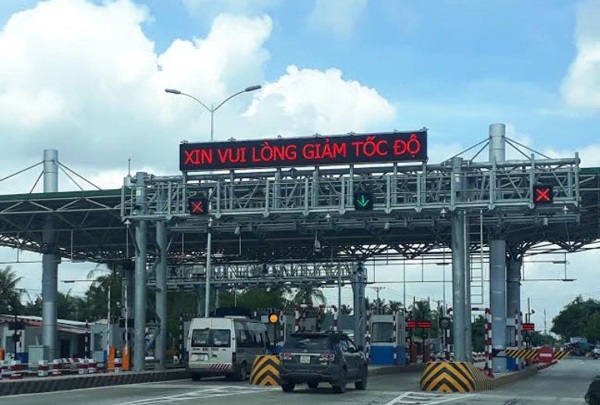 XIN VUI LÒNG GIẢM TỐC ĐỘ